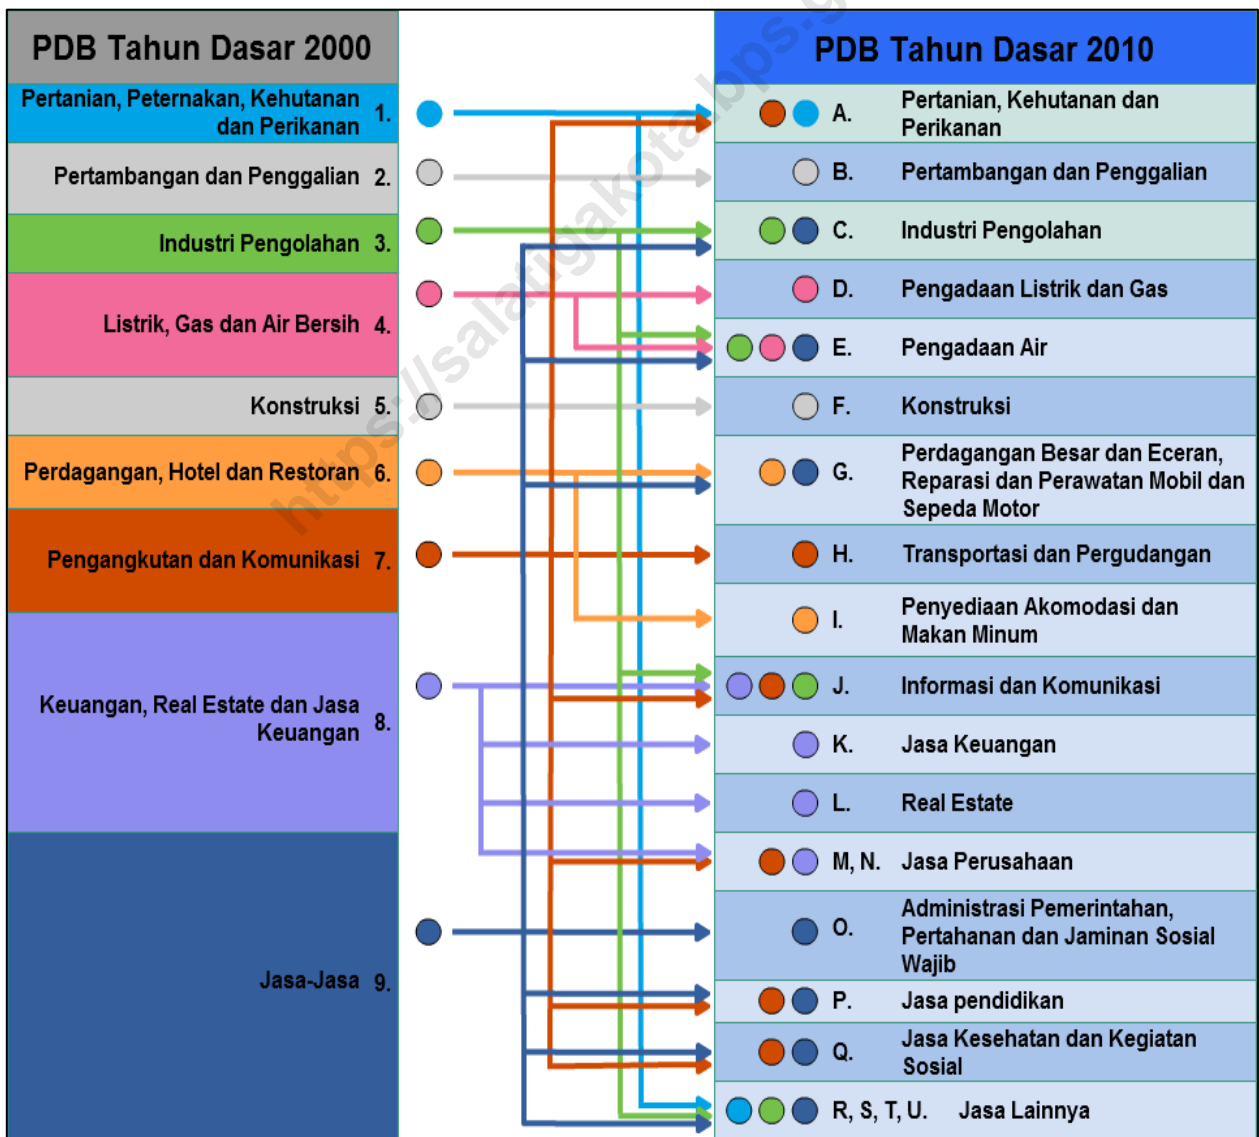 PDB Tahun Dasar 2000
Pertanian, Peternakan, Kehutanan
dan Perikanan 1.
Pertambangan dan Penggalian 2.
Industri Pengolahan 3.
Listrik, Gas dan Air Bersih 4.
Konstruksi 5.
Perdagangan, Hotel dan Restoran 6.
Pengangkutan dan Komunikasi 7.
Keuangan, Real Estate dan Jasa
Keuangan 8.
Jasa-Jasa 9.
PDB Tahun Dasar 2010
A. Pertanian, Kehutanan dan
Perikanan
B. Pertambangan dan Penggalian
C. Industri Pengolahan
D. Pengadaan Listrik dan Gas
E. Pengadaan Air
F. Konstruksi
G. Perdagangan Besar dan Eceran,
Reparasi dan Perawatan Mobil dan
Sepeda Motor
H. Transportasi dan Pergudangan
I. Penyediaan Akomodasi dan
Makan Minum
J. Informasi dan Komunikasi
K. Jasa Keuangan
L. Real Estate
M, N. Jasa Perusahaan
O. Administrasi Pemerintahan,
Pertahanan dan Jaminan Sosial
Wajib
P. Jasa pendidikan
Q. Jasa Kesehatan dan Kegiatan
Sosial
R, S, T, U. Jasa Lainnya
https://salatigakota.bps.g